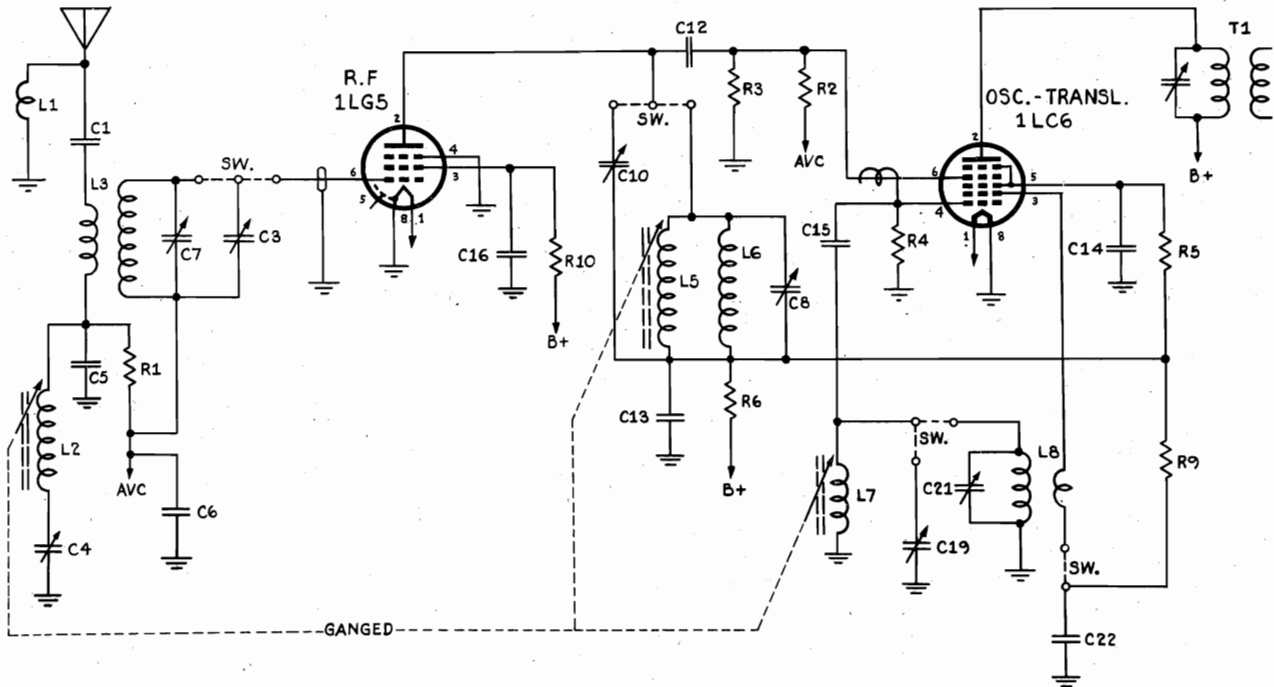 C12
T1
R.F
1LG5
OSC.-TRANSL.
1LC6
L1
C1
SW.
R3
R2
AVC
B+
2
2
L3
SW.
6
4
3
5
8
1
C10
6
5
4
3
1
8
C7
C3
C16
R10
L5
L6
C8
C15
R4
C14
R5
B+
C5
R1
L2
C13
R6
B+
SW.
L8
R9
AVC
C6
L7
C21
C4
C19
SW.
GANGED
C22